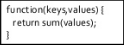 function(keys,values) {
return sum(values);
}